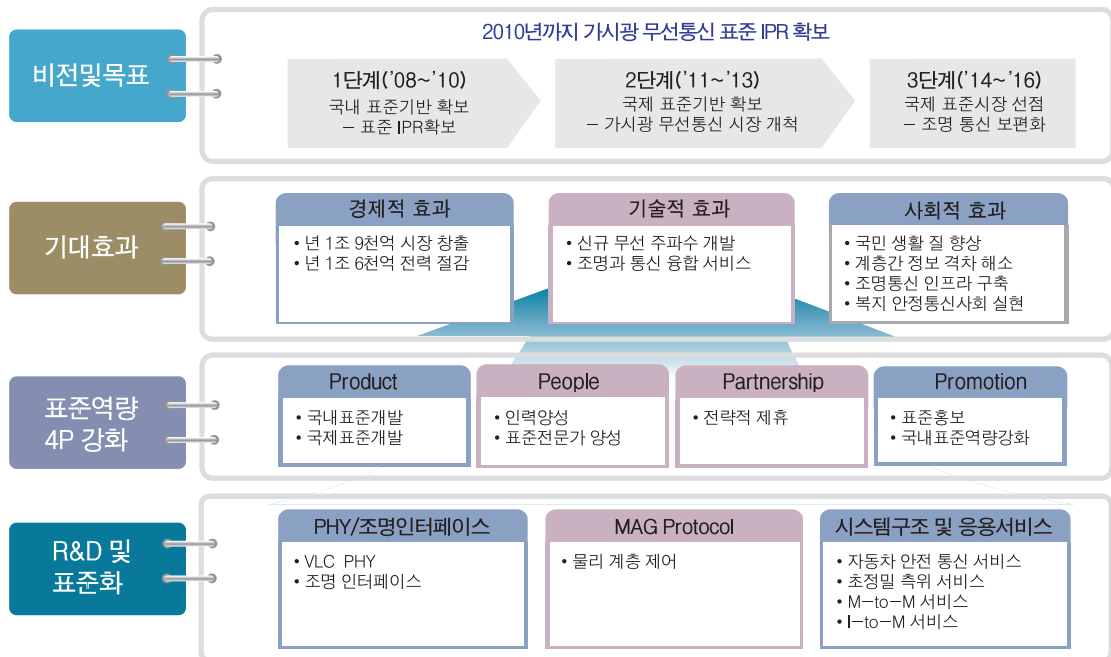 비전및목표
2010년까지 가시광 무선통신 표준 IPR 확보
1단계('08~'10)
국내 표준기반 확보
– 표준 IPR확보
2단계('11~'13)
국제 표준기반 확보
– 가시광 무선통신 시장 개척
3단계('14~'16)
국제 표준시장 선점
– 조명 통신 보편화
기대효과
경제적 효과
• 년 1조 9천억 시장 창출
• 년 1조 6천억 전력 절감
기술적 효과
• 신규 무선 주파수 개발
• 조명과 통신 융합 서비스
사회적 효과
• 국민 생활 질 향상
• 계층간 정보 격차 해소
• 조명통신 인프라 구축
• 복지 안정통신사회 실현
표준역량
4P 강화
Product
• 국내표준개발
• 국제표준개발
People
• 인력양성
• 표준전문가 양성
Partnership
• 전략적 제휴
Promotion
• 표준홍보
• 국내표준역량강화
R&D 및
표준화
PHY/조명인터페이스
• VLC PHY
• 조명 인터페이스
MAG Protocol
• 물리 계층 제어
시스템구조 및 응용서비스
• 자동차 안전 통신 서비스
• 초정밀 측위 서비스
• M–to–M 서비스
• I–to–M 서비스